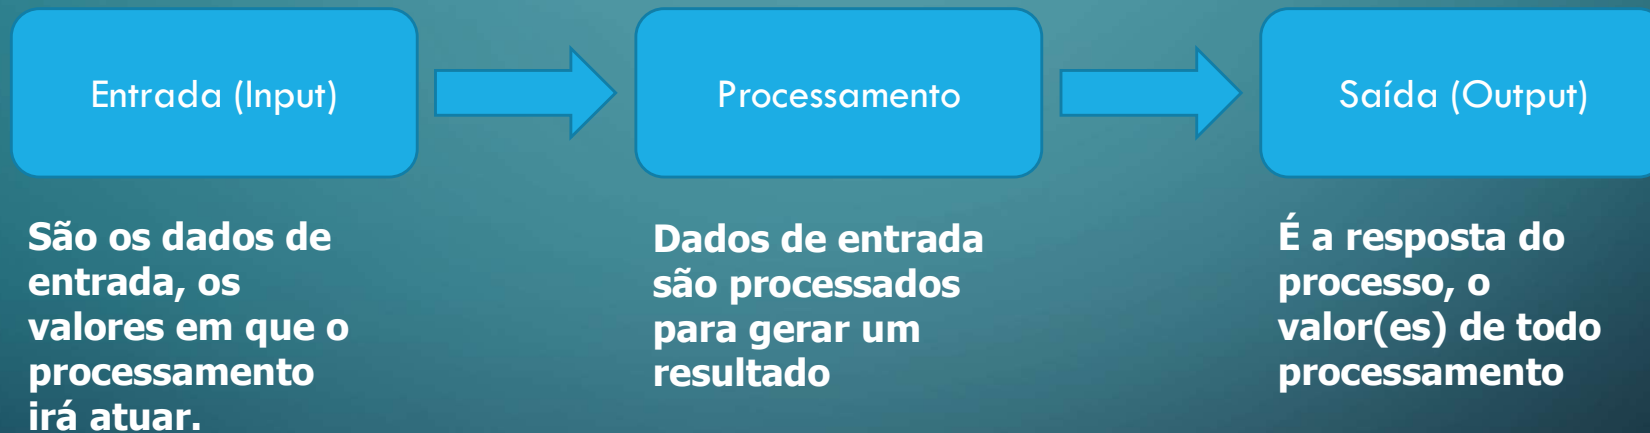 Entrada (Input)
Processamento
Saída (Output)
São os dados de
entrada, os
valores em que o
processamento
irá atuar.
Dados de entrada
são processados
para gerar um
resultado
É a resposta do
processo, o
valor(es) de todo
processamento